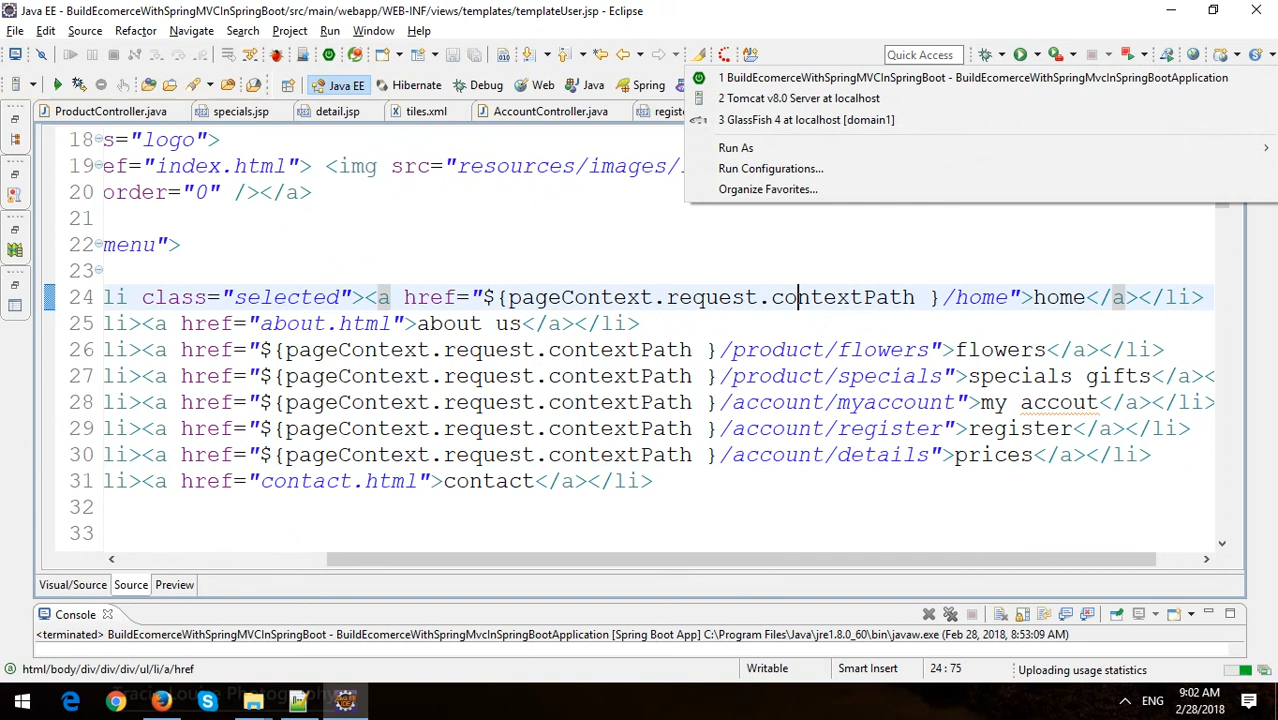 Java EE - BuildEcomerceWithSpringMVCInSpringBoot/src/main/webapp/WEB-INF/views/templates/templateUser.jsp - Eclipse
File Edit Source Refactor Navigate Search Project Run Window Help
Quick Access
Java EE Hibernate Debug Java Spring
1 BuildEcomerceWithSpringMVCInSpringBoot - BuildEcomerceWithSpringMvcInSpringBootApplication
2 Tomcat v8.0 Server at localhost
3 GlassFish 4 at localhost [domain1]
Run As
Run Configurations...
Organize Favorites...
ProductController.java specials.jsp detail.jsp tiles.xml AccountController.java
18 s="logo">
19 ef="index.html"> <img src="resources/images/
20 order="0" /></a>
21
22 menu">
23
24 li class="selected"><a href="${pageContext.request.contextPath }/home">home</a></li>
25 li><a href="about.html">about us</a></li>
26 li><a href="${pageContext.request.contextPath }/product/flowers">flowers</a></li>
27 li><a href="${pageContext.request.contextPath }/product/specials">specials gifts</a><
28 li><a href="${pageContext.request.contextPath }/account/myaccount">my accout</a></li>
29 li><a href="${pageContext.request.contextPath }/account/register">register</a></li>
30 li><a href="${pageContext.request.contextPath }/account/details">prices</a></li>
31 li><a href="contact.html">contact</a></li>
32
33
Visual/Source Source Preview
Console
<terminated> BuildEcomerceWithSpringMVCInSpringBoot - BuildEcomerceWithSpringMvcInSpringBootApplication [Spring Boot App] C:\Program Files\Java\jre1.8.0_60\bin\javaw.exe (Feb 28, 2018, 8:53:09 AM)
html/body/div/div/div/ul/li/a/href Writable Smart Insert 24 : 75 Uploading usage statistics
ENG
9:02 AM
2/28/2018